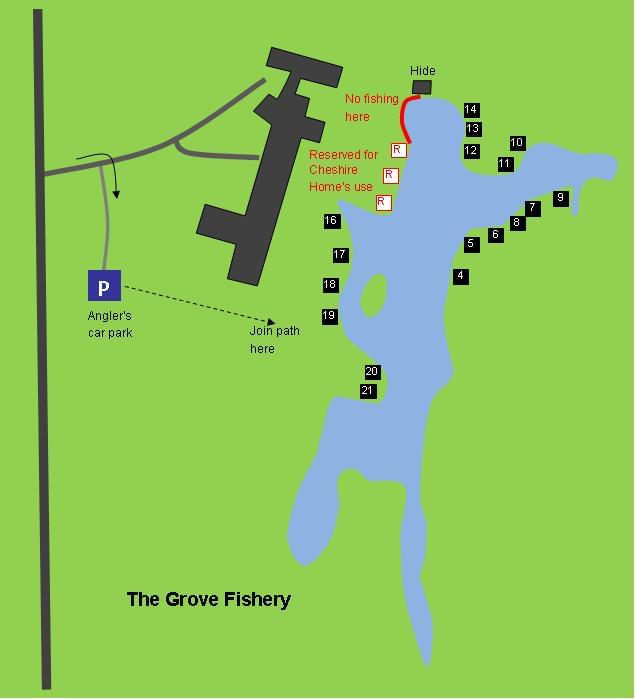 Hide
No fishing
here
14
13
12
10
11
R
Reserved for
Cheshire
Home's use
R
R
9
7
8
6
5
4
16
17
18
19
P
Angler's
car park
Join path
here
20
21
The Grove Fishery